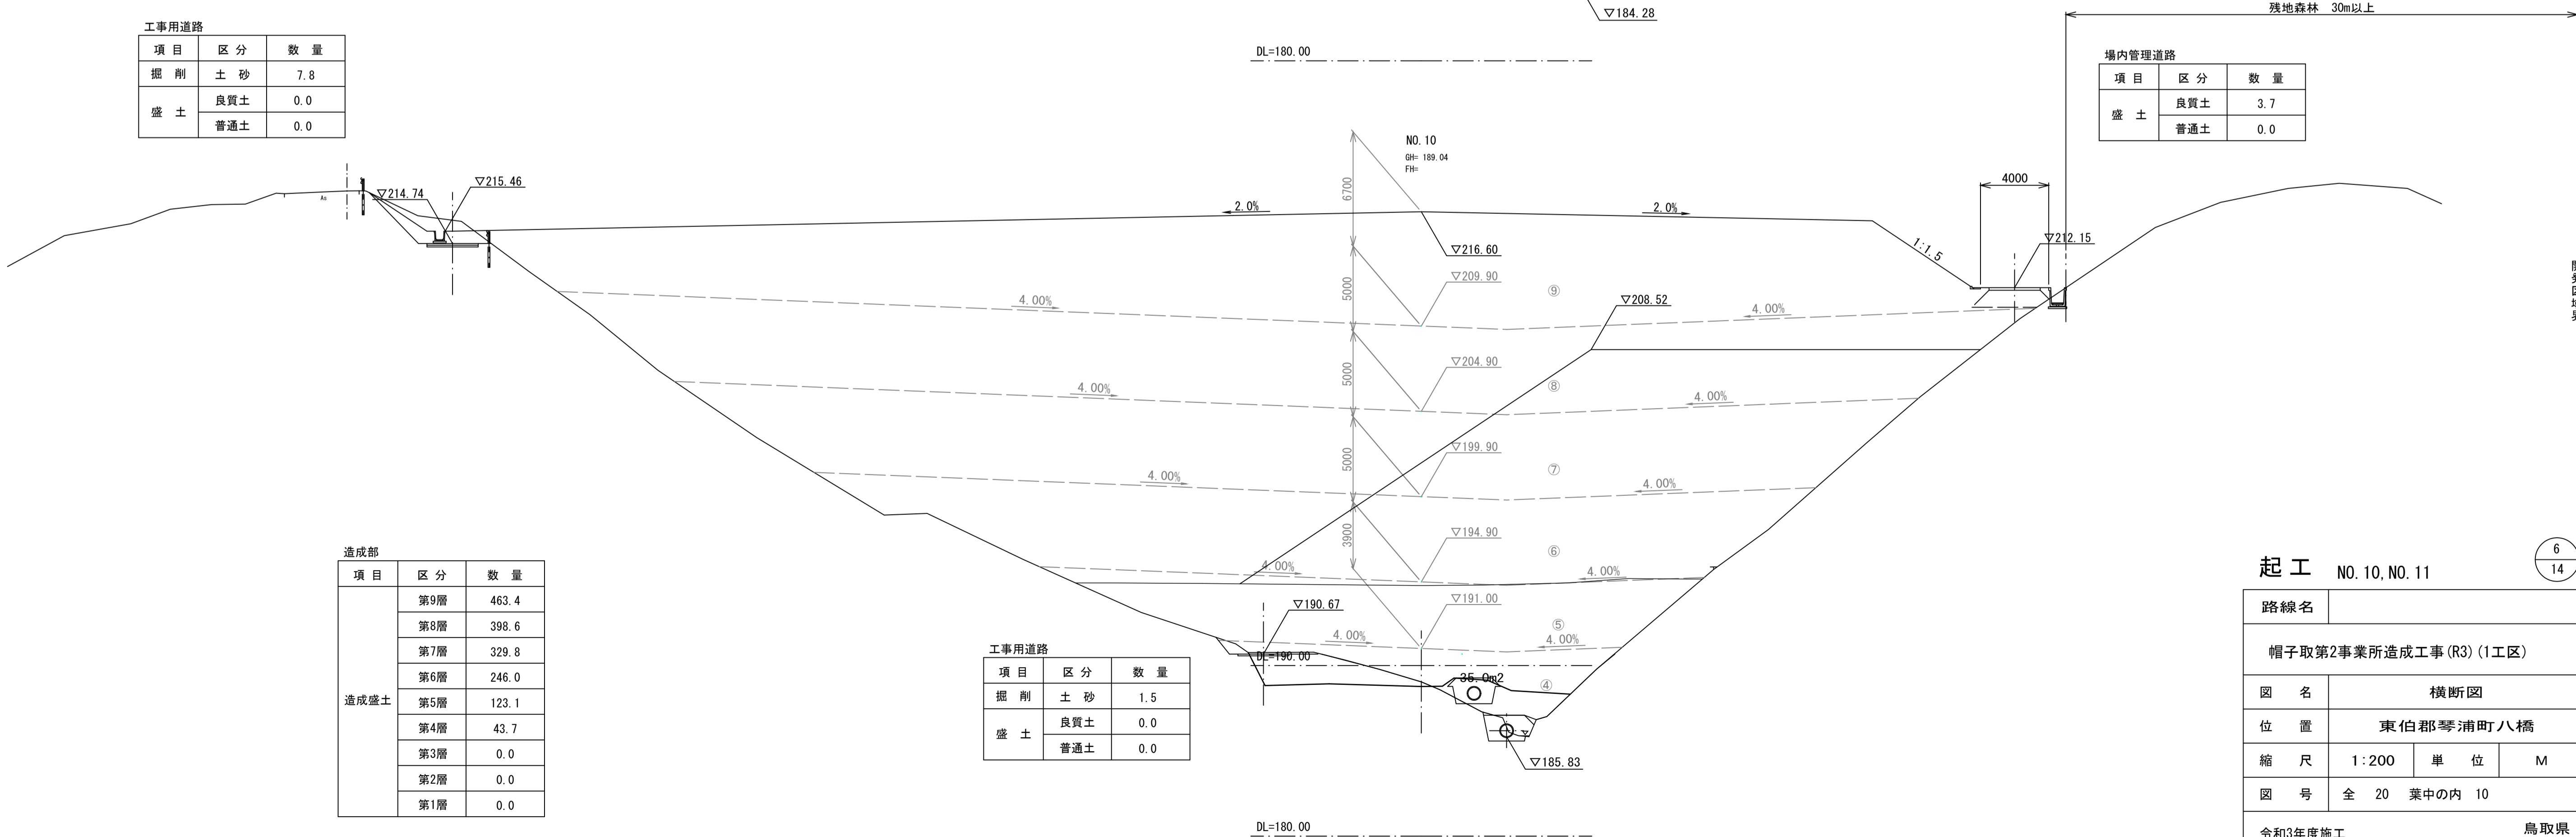 ▽184.28
残地森林 30m以上
DL=180.00
工事用道路
項 目 区 分 数 量
掘 削 土 砂 7.8
盛 土 良質土 0.0
普通土 0.0
場内管理道路
項 目 区 分 数 量
盛 土 良質土 3.7
普通土 0.0
NO.10
GH= 189.04
FH=
6700
4000
▽214.74
▽215.46
As
2.0%
2.0%
▽216.60
1:1.5
▽212.15
▽209.90
5000
⑨
4.00%
▽208.52
4.00%
▽204.90
5000
⑧
4.00%
4.00%
▽199.90
5000
⑦
4.00%
4.00%
▽194.90
3900
⑥
4.00%
4.00%
▽191.00
▽190.67
⑤
4.00%
4.00%
DL=190.00
35.0m2
④
▽185.83
造成部
項 目 区 分 数 量
造成盛土 第9層 463.4
第8層 398.6
第7層 329.8
第6層 246.0
第5層 123.1
第4層 43.7
第3層 0.0
第2層 0.0
第1層 0.0
工事用道路
項 目 区 分 数 量
掘 削 土 砂 1.5
盛 土 良質土 0.0
普通土 0.0
DL=180.00
起 工 NO.10,NO.11
6
14
路線名
帽子取第2事業所造成工事(R3)(1工区)
図 名 横断図
位 置 東伯郡琴浦町八橋
縮 尺 1:200 単 位 M
図 号 全 20 葉中の内 10
令和3年度施工 鳥取県